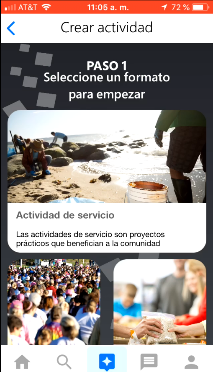 AT&T 11:05 a. m. 72 %
Crear actividad
PASO 1
Seleccione un formato
para empezar
Actividad de servicio
Las actividades de servicio son proyectos
prácticos que benefician a la comunidad